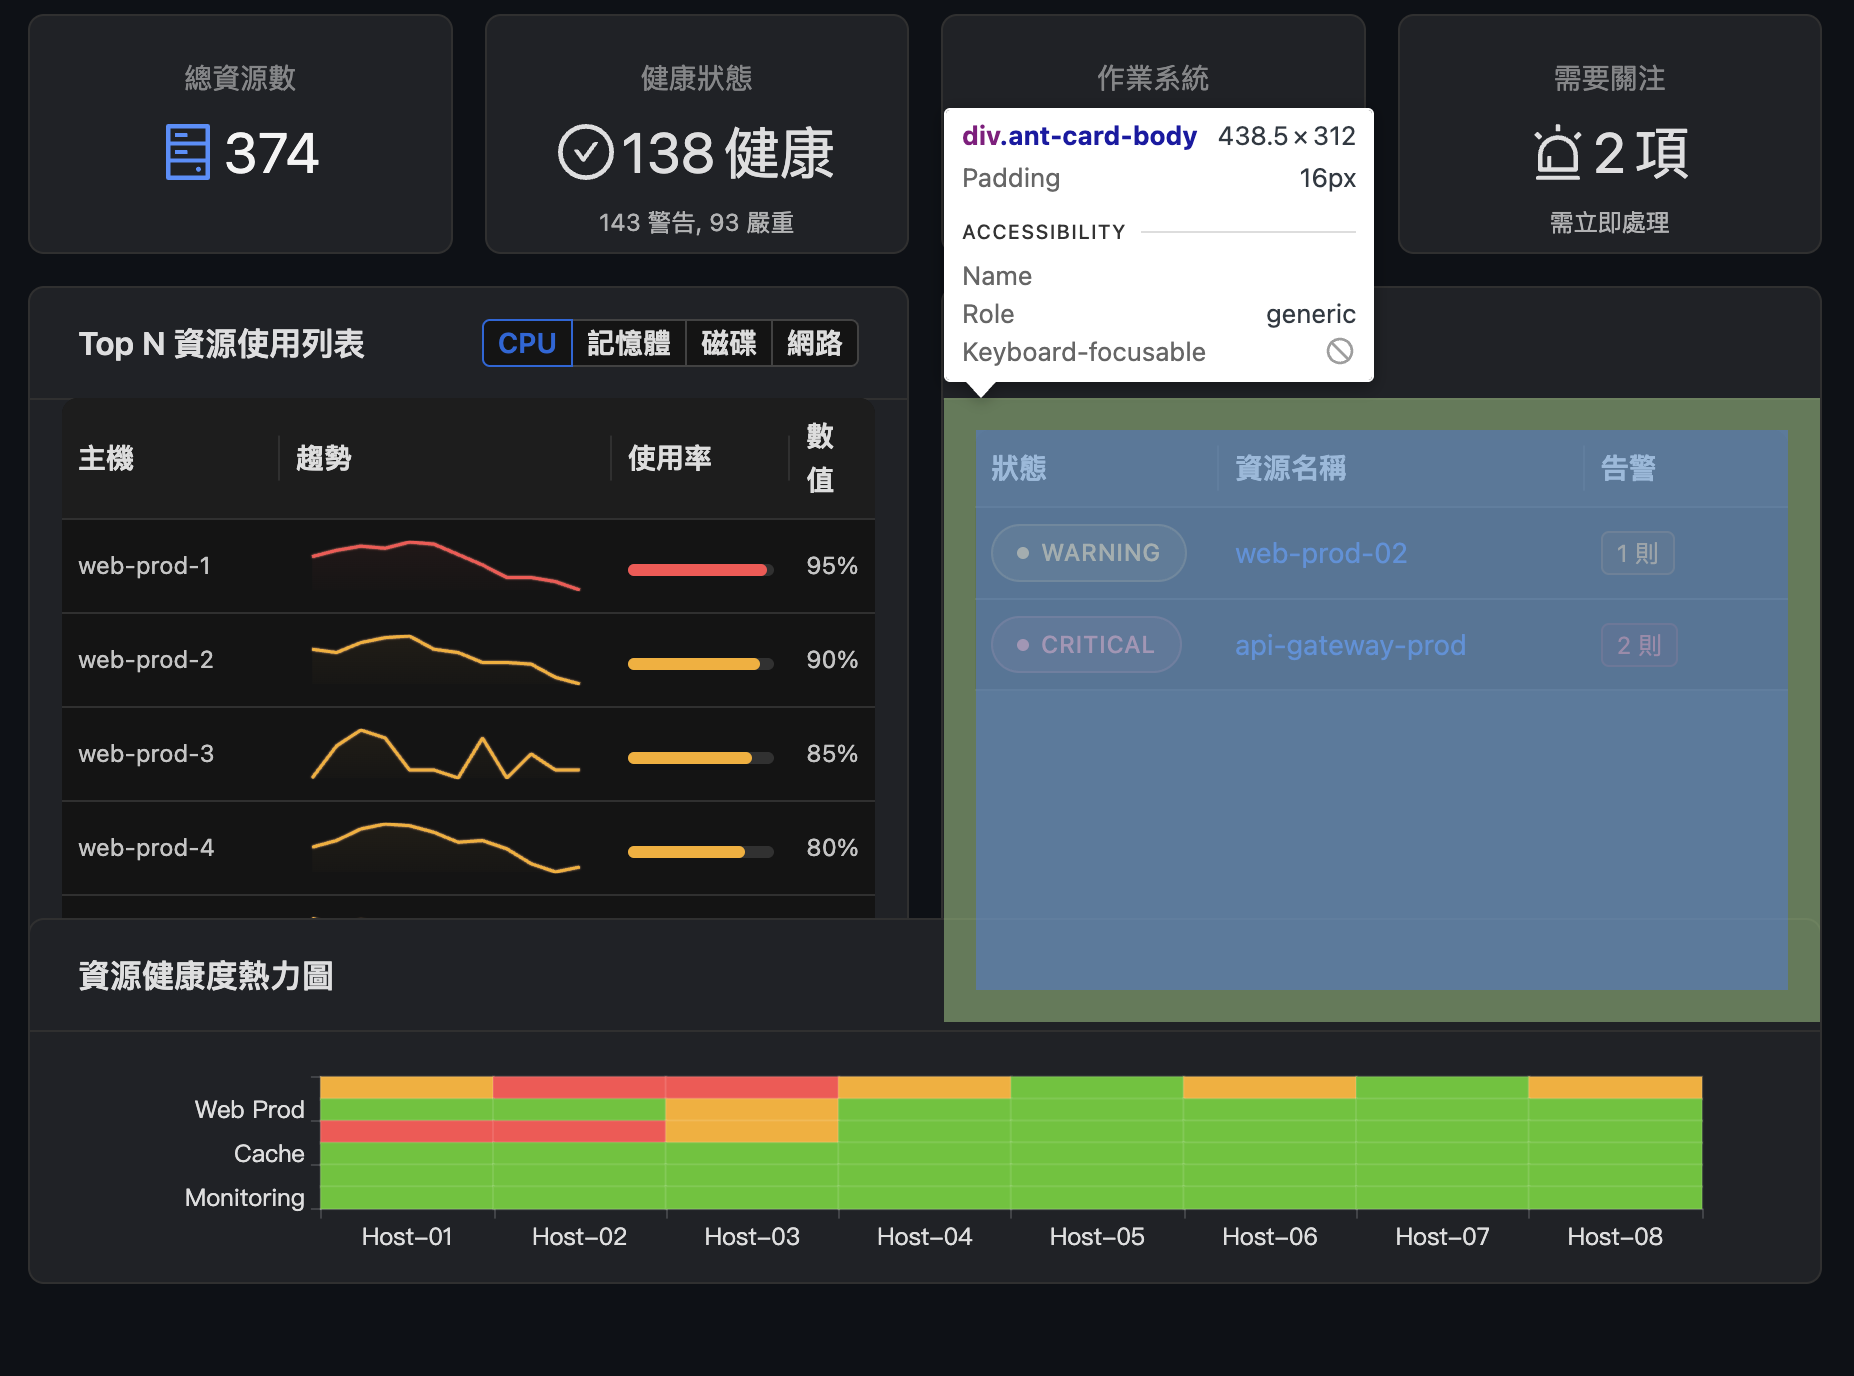 總資源數
374
健康狀態
138 健康
143 警告, 93 嚴重
作業系統
需要關注
2 項
需立即處理
div.ant-card-body 438.5×312
Padding 16px
ACCESSIBILITY
Name
Role generic
Keyboard-focusable
Top N 資源使用列表
CPU 記憶體 磁碟 網路
主機 趨勢 使用率 數值
web-prod-1 95%
web-prod-2 90%
web-prod-3 85%
web-prod-4 80%
狀態 資源名稱 告警
WARNING web-prod-02 1 則
CRITICAL api-gateway-prod 2 則
資源健康度熱力圖
Web Prod
Cache
Monitoring
Host-01 Host-02 Host-03 Host-04 Host-05 Host-06 Host-07 Host-08